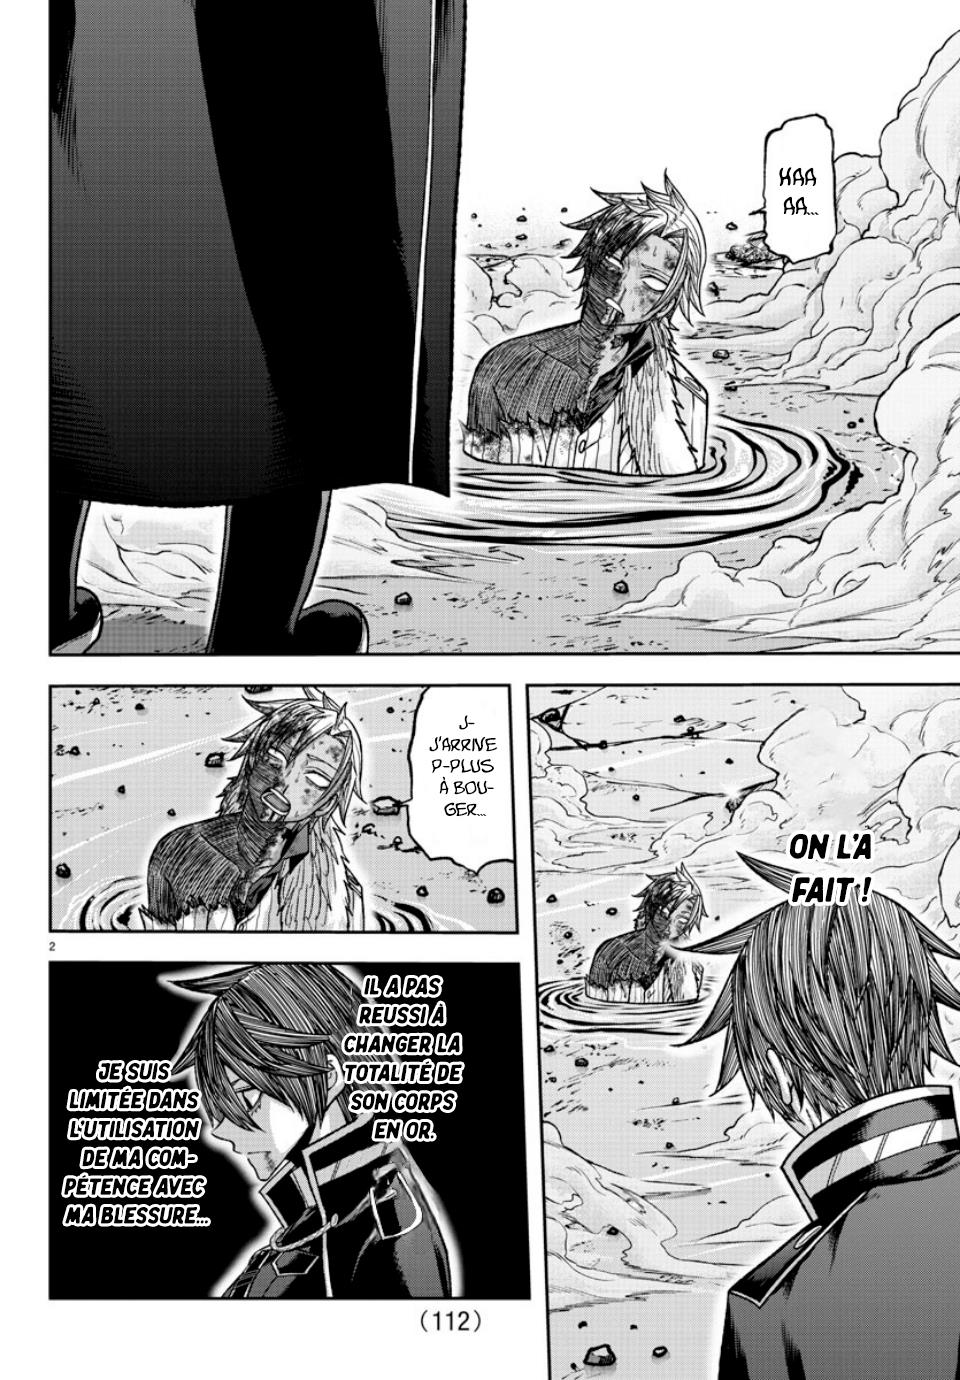 HAA
AA...
ON L'A
FAIT !
J-
J'ARRIVE
P-PLUS
À BOU-
GER...
2
IL A PAS
REUSSI À
CHANGER LA
TOTALITÉ DE
SON CORPS
EN OR.
JE SUIS
LIMITÉE DANS
L'UTILISATION
DE MA COM-
PÉTENCE AVEC
MA BLESSURE...
(112)